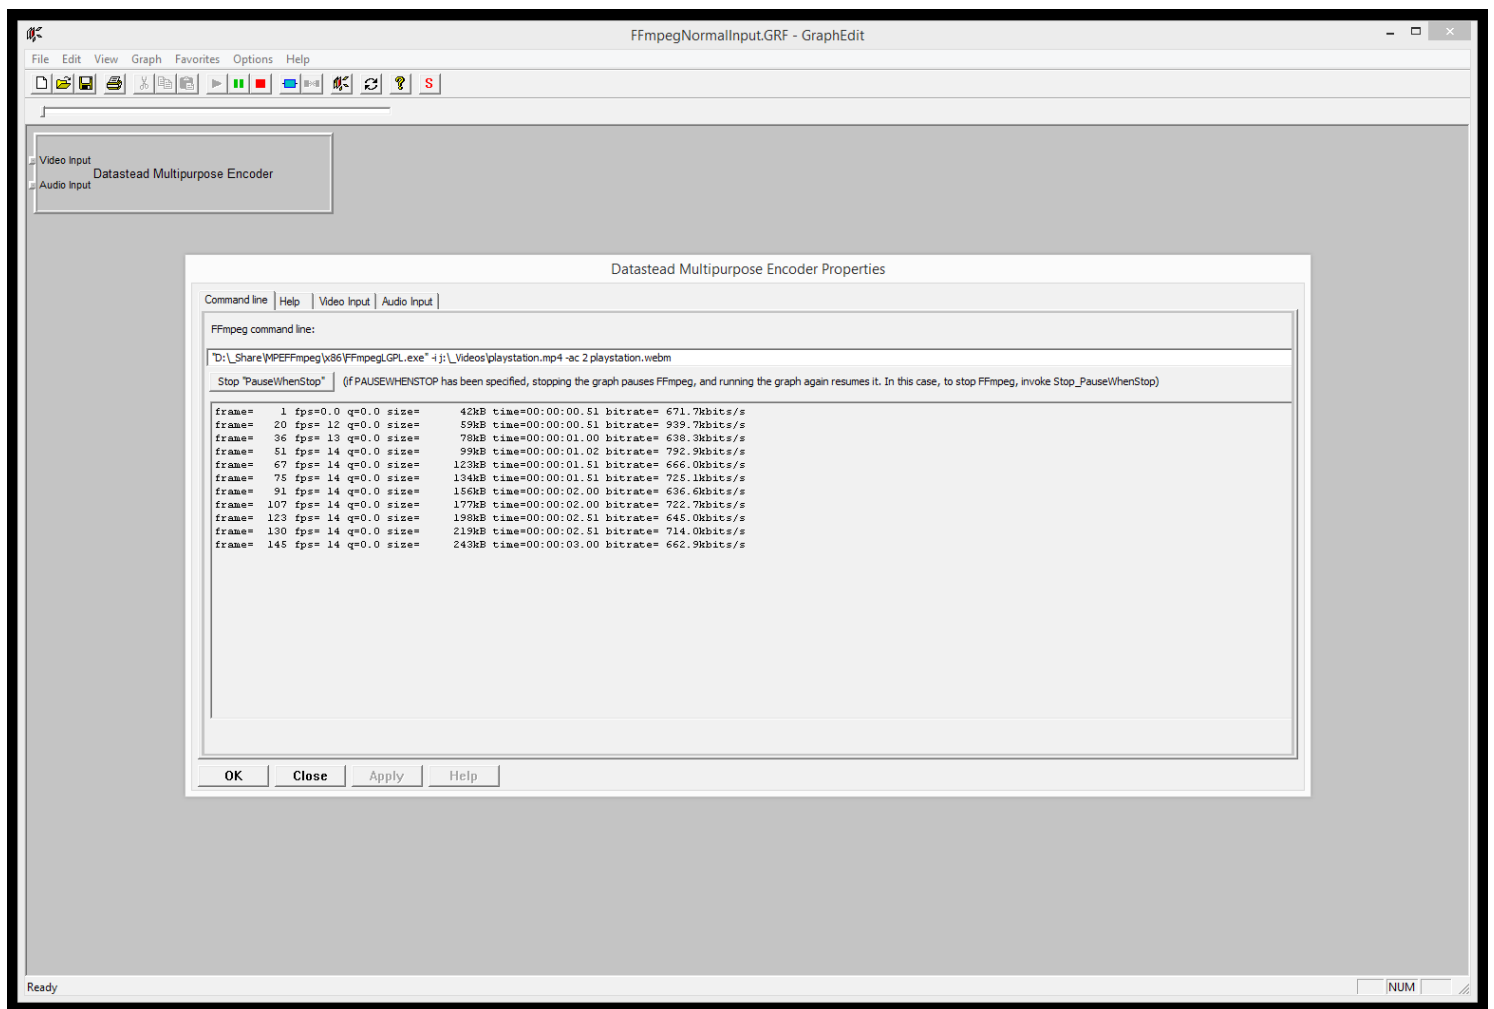 FFmpegNormalInput.GRF - GraphEdit
File Edit View Graph Favorites Options Help
S
Video Input
Datastead Multipurpose Encoder
Audio Input
Datastead Multipurpose Encoder Properties
Command line Help Video Input Audio Input
FFmpeg command line:
"D:\_Share\MPEFFmpeg\x86\FFmpegLGPL.exe" -i j:\_Videos\playstation.mp4 -ac 2 playstation.webm
Stop "PauseWhenStop" (if PAUSEWHENSTOP has been specified, stopping the graph pauses FFmpeg, and running the graph again resumes it. In this case, to stop FFmpeg, invoke Stop_PauseWhenStop)
frame=    1 fps=0.0 q=0.0 size=      42kB time=00:00:00.51 bitrate= 671.7kbits/s
frame=   20 fps= 12 q=0.0 size=      59kB time=00:00:00.51 bitrate= 939.7kbits/s
frame=   36 fps= 13 q=0.0 size=      78kB time=00:00:01.00 bitrate= 638.3kbits/s
frame=   51 fps= 14 q=0.0 size=      99kB time=00:00:01.02 bitrate= 792.9kbits/s
frame=   67 fps= 14 q=0.0 size=     123kB time=00:00:01.51 bitrate= 666.0kbits/s
frame=   75 fps= 14 q=0.0 size=     134kB time=00:00:01.51 bitrate= 725.1kbits/s
frame=   91 fps= 14 q=0.0 size=     156kB time=00:00:02.00 bitrate= 636.6kbits/s
frame=  107 fps= 14 q=0.0 size=     177kB time=00:00:02.00 bitrate= 722.7kbits/s
frame=  123 fps= 14 q=0.0 size=     198kB time=00:00:02.51 bitrate= 645.0kbits/s
frame=  130 fps= 14 q=0.0 size=     219kB time=00:00:02.51 bitrate= 714.0kbits/s
frame=  145 fps= 14 q=0.0 size=     243kB time=00:00:03.00 bitrate= 662.9kbits/s
OK Close Apply Help
Ready NUM